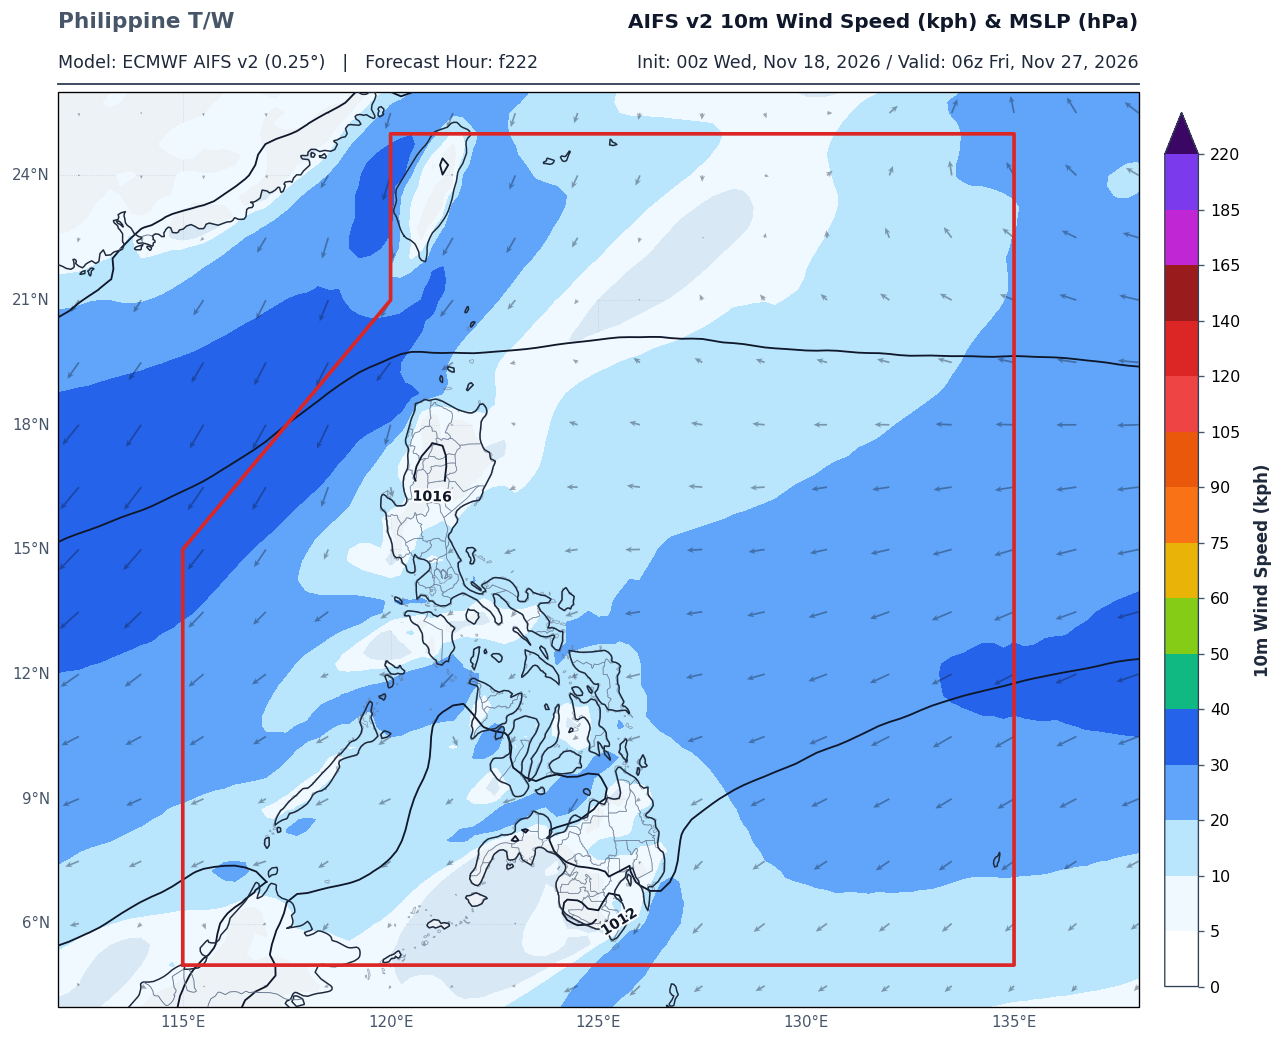 Philippine T/W
AIFS v2 10m Wind Speed (kph) & MSLP (hPa)
Model: ECMWF AIFS v2 (0.25°) | Forecast Hour: f222
Init: 00z Wed, Nov 18, 2026 / Valid: 06z Fri, Nov 27, 2026
24°N
21°N
18°N
15°N
12°N
9°N
6°N
1016
1012
115°E
120°E
125°E
130°E
135°E
220
185
165
140
120
105
90
75
60
50
40
30
20
10
5
0
10m Wind Speed (kph)